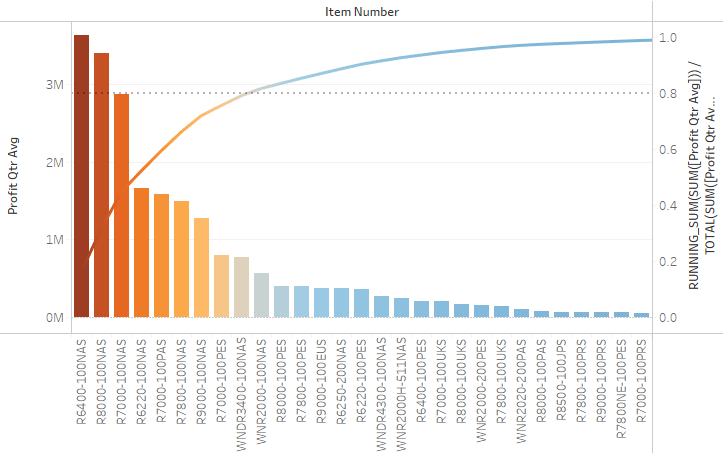 Item Number
Profit Qtr Avg
3M
2M
1M
0M
1.0
0.8
0.6
0.4
0.2
0.0
RUNNING_SUM(SUM([Profit Qtr Avg])) /
TOTAL(SUM([Profit Qtr Av...
R6400-100NAS
R8000-100NAS
R7000-100NAS
R6220-100NAS
R7000-100PAS
R7800-100NAS
R9000-100NAS
R7000-100PES
WNDR3400-100NAS
WNR2000-100NAS
R8000-100PES
R7800-100PES
R9000-100EUS
R6250-200NAS
R6220-100PES
WNDR4300-100NAS
WNR2000H-511NAS
R6400-100PES
R7000-100UKS
R8000-100UKS
WNR2000-200PES
R7800-100UKS
WNR2020-200PAS
R8000-100PAS
R8500-100JPS
R7800-100PRS
R9000-100PRS
R7800NE-100PES
R7000-100PRS